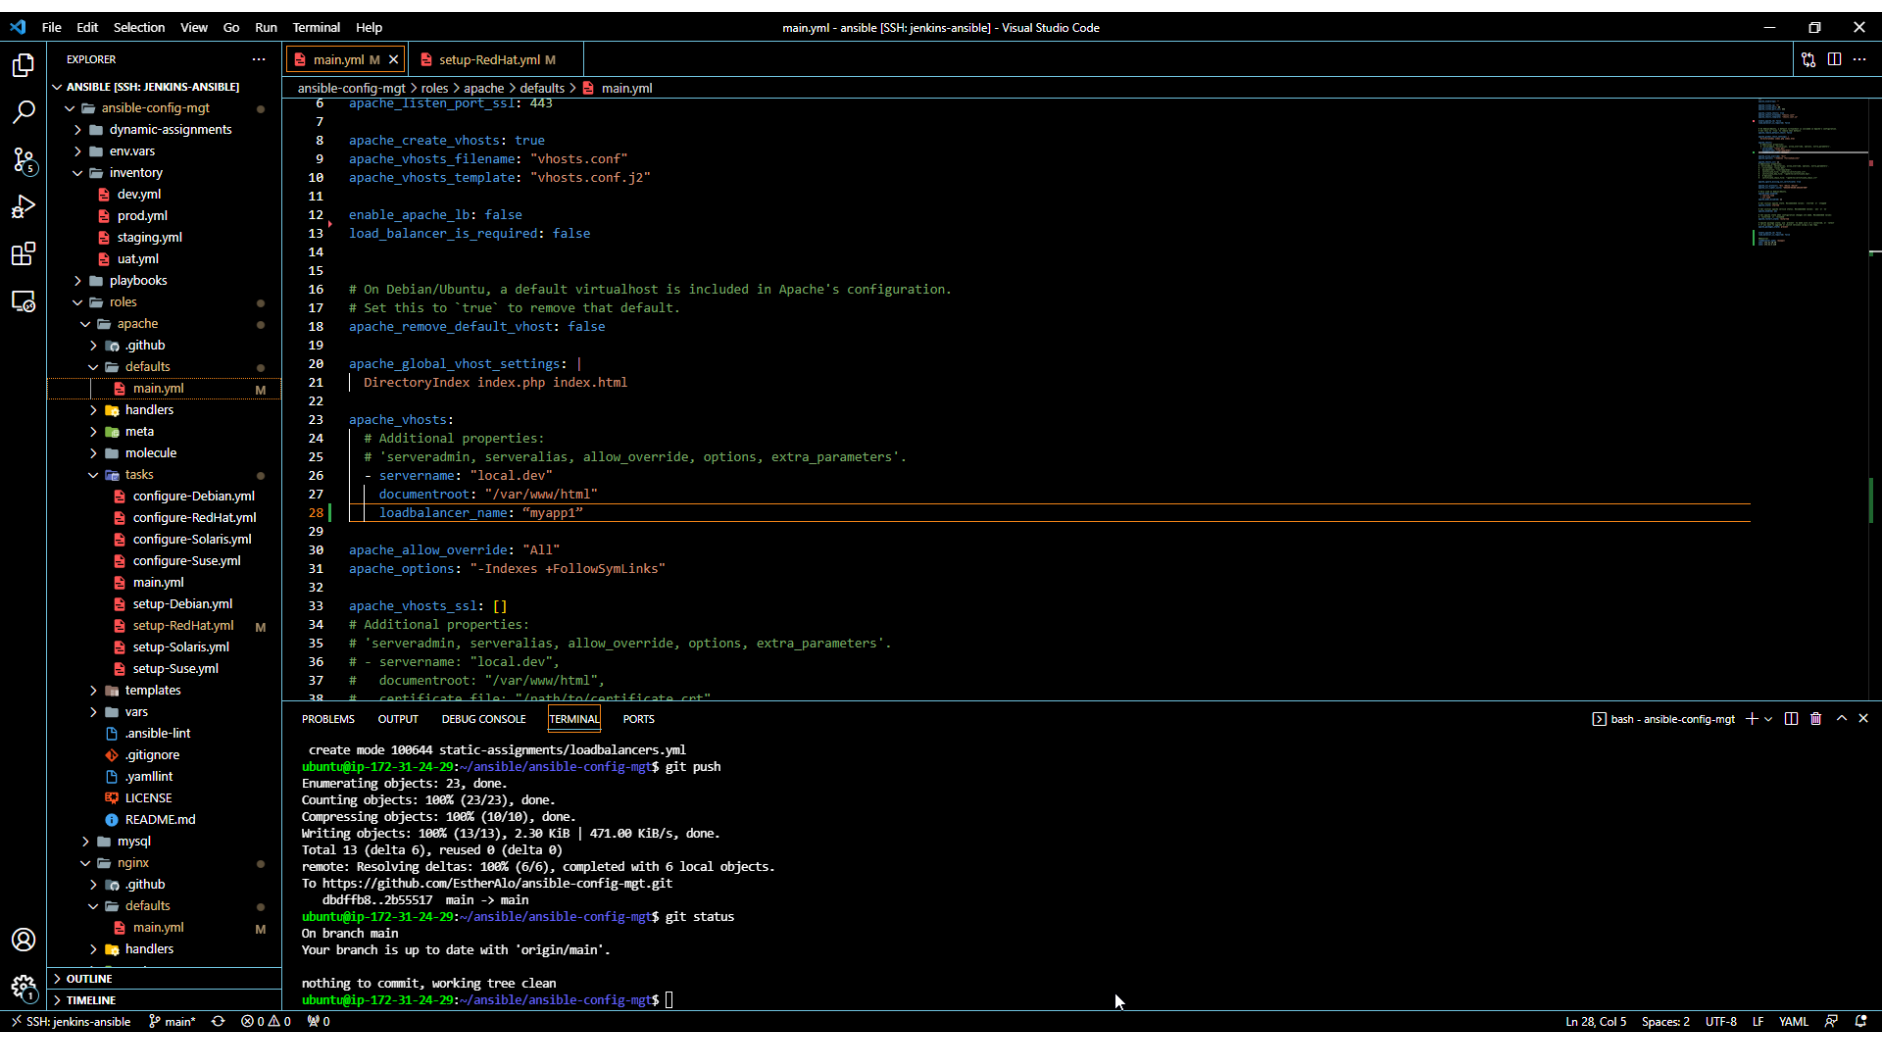 File Edit Selection View Go Run Terminal Help
main.yml - ansible [SSH: jenkins-ansible] - Visual Studio Code
EXPLORER
ANSIBLE [SSH: JENKINS-ANSIBLE]
ansible-config-mgt
dynamic-assignments
env.vars
inventory
dev.yml
prod.yml
staging.yml
uat.yml
playbooks
roles
apache
.github
defaults
main.yml M
handlers
meta
molecule
tasks
configure-Debian.yml
configure-RedHat.yml
configure-Solaris.yml
configure-Suse.yml
main.yml
setup-Debian.yml
setup-RedHat.yml M
setup-Solaris.yml
setup-Suse.yml
templates
vars
.ansible-lint
.gitignore
.yamllint
LICENSE
README.md
mysql
nginx
.github
defaults
main.yml M
handlers
OUTLINE
TIMELINE
5
1
main.yml M
setup-RedHat.yml M
ansible-config-mgt > roles > apache > defaults > main.yml
6 apache_listen_port_ssl: 443
7
8 apache_create_vhosts: true
9 apache_vhosts_filename: "vhosts.conf"
10 apache_vhosts_template: "vhosts.conf.j2"
11
12 enable_apache_lb: false
13 load_balancer_is_required: false
14
15
16 # On Debian/Ubuntu, a default virtualhost is included in Apache's configuration.
17 # Set this to `true` to remove that default.
18 apache_remove_default_vhost: false
19
20 apache_global_vhost_settings: |
21 DirectoryIndex index.php index.html
22
23 apache_vhosts:
24 # Additional properties:
25 # 'serveradmin, serveralias, allow_override, options, extra_parameters'.
26 - servername: "local.dev"
27 documentroot: "/var/www/html"
28 loadbalancer_name: “myapp1”
29
30 apache_allow_override: "All"
31 apache_options: "-Indexes +FollowSymLinks"
32
33 apache_vhosts_ssl: []
34 # Additional properties:
35 # 'serveradmin, serveralias, allow_override, options, extra_parameters'.
36 # - servername: "local.dev",
37 # documentroot: "/var/www/html",
38 # certificate_file: "/path/to/certificate.crt"
PROBLEMS OUTPUT DEBUG CONSOLE TERMINAL PORTS
bash - ansible-config-mgt
create mode 100644 static-assignments/loadbalancers.yml
ubuntu@ip-172-31-24-29:~/ansible/ansible-config-mgt$ git push
Enumerating objects: 23, done.
Counting objects: 100% (23/23), done.
Compressing objects: 100% (10/10), done.
Writing objects: 100% (13/13), 2.30 KiB | 471.00 KiB/s, done.
Total 13 (delta 6), reused 0 (delta 0)
remote: Resolving deltas: 100% (6/6), completed with 6 local objects.
To https://github.com/EstherAlo/ansible-config-mgt.git
dbdffb8..2b55517 main -> main
ubuntu@ip-172-31-24-29:~/ansible/ansible-config-mgt$ git status
On branch main
Your branch is up to date with 'origin/main'.
nothing to commit, working tree clean
ubuntu@ip-172-31-24-29:~/ansible/ansible-config-mgt$
SSH: jenkins-ansible main* 0 0 0
Ln 28, Col 5 Spaces: 2 UTF-8 LF YAML